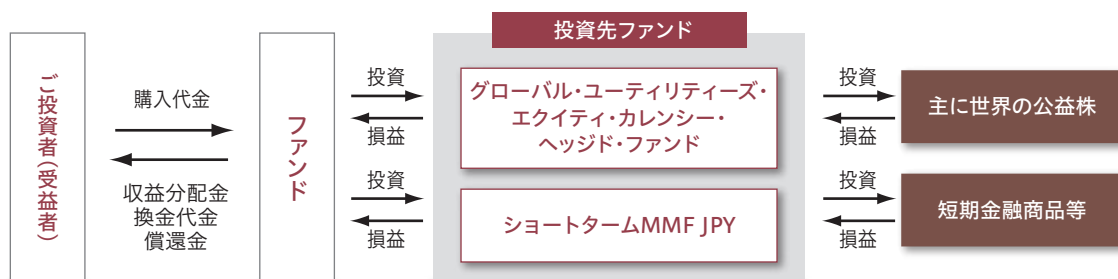 ご投資者(受益者)
購入代金
収益分配金
換金代金
償還金
ファンド
投資
損益
投資
損益
投資先ファンド
グローバル・ユーティリティーズ・
エクイティ・カレンシー・
ヘッジド・ファンド
ショートタームMMF JPY
投資
損益
投資
損益
主に世界の公益株
短期金融商品等